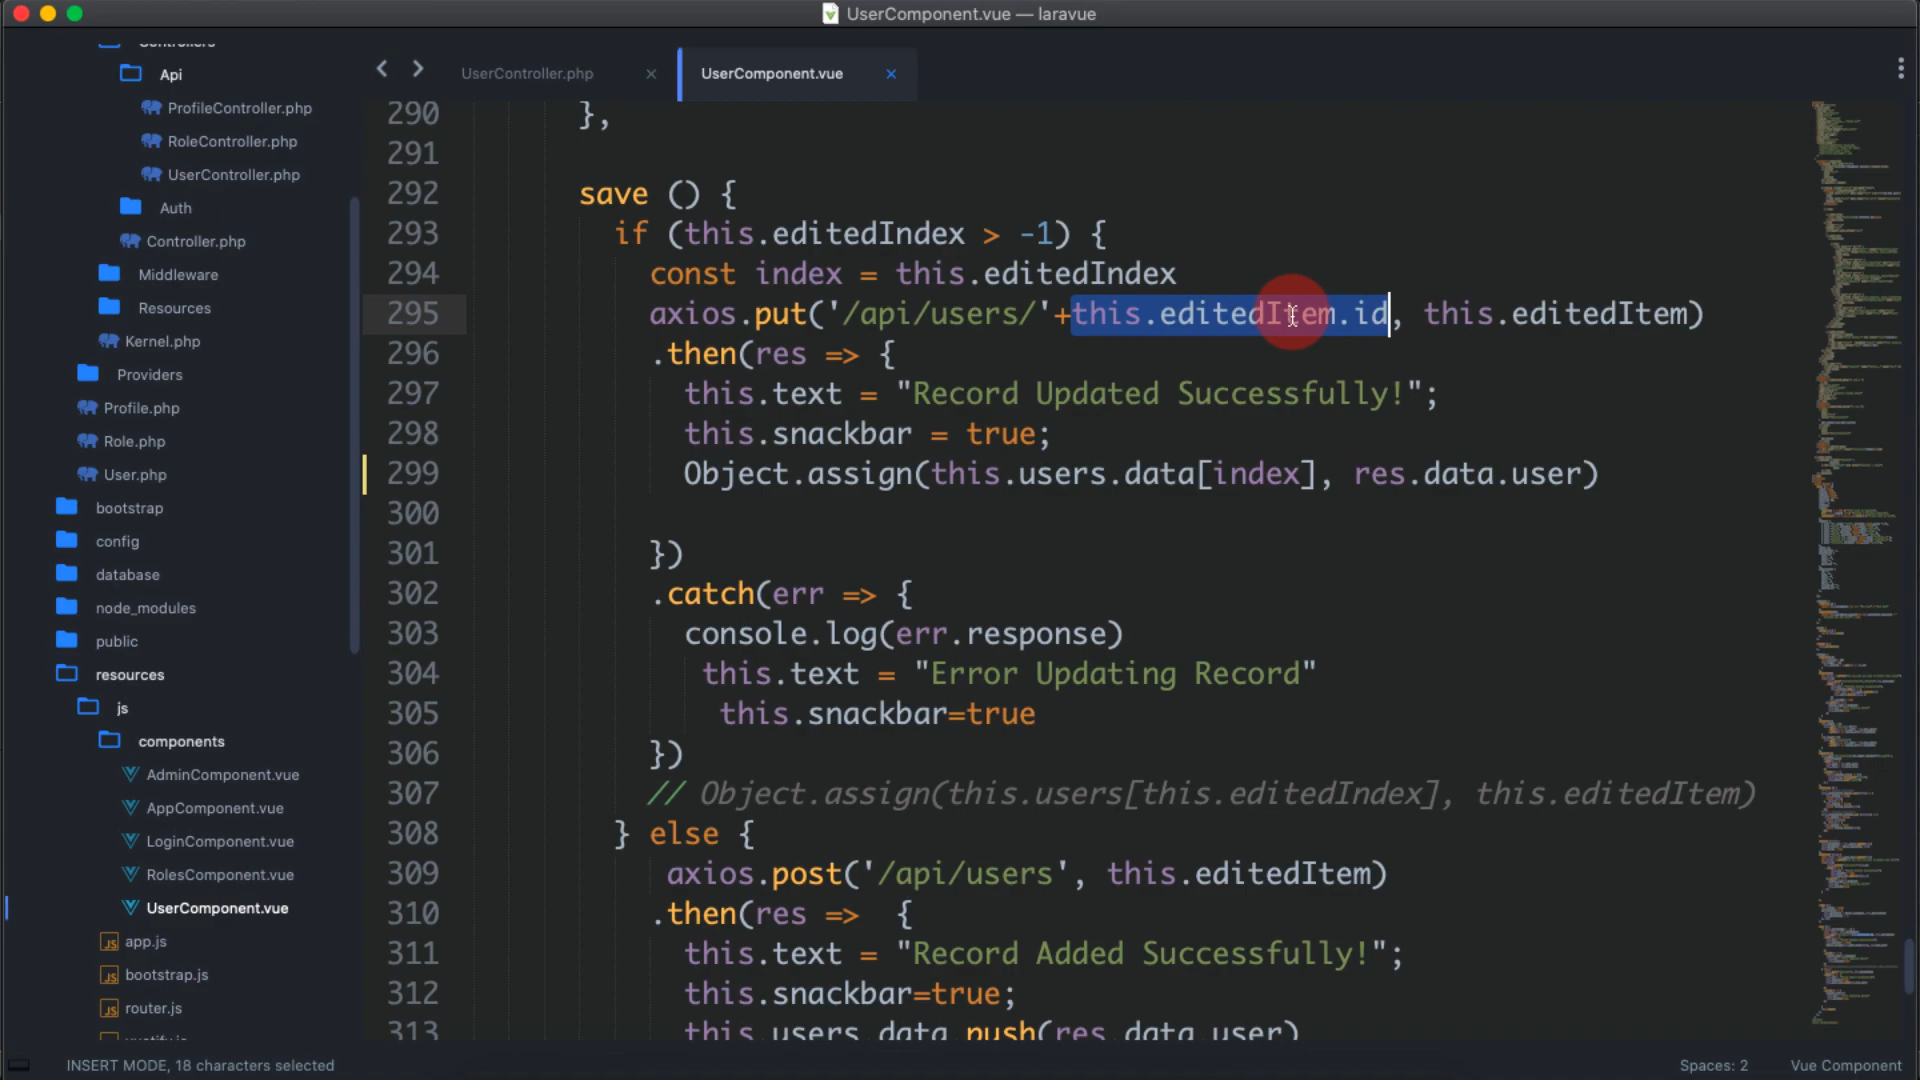 UserComponent.vue — laravue
Controllers
Api
ProfileController.php
RoleController.php
UserController.php
Auth
Controller.php
Middleware
Resources
Kernel.php
Providers
Profile.php
Role.php
User.php
bootstrap
config
database
node_modules
public
resources
js
components
AdminComponent.vue
AppComponent.vue
LoginComponent.vue
RolesComponent.vue
UserComponent.vue
JS app.js
JS bootstrap.js
JS router.js
UserController.php ×
UserComponent.vue ×
290 },
291
292 save () {
293 if (this.editedIndex > -1) {
294 const index = this.editedIndex
295 axios.put('/api/users/'+this.editedItem.id, this.editedItem)
296 .then(res => {
297 this.text = "Record Updated Successfully!";
298 this.snackbar = true;
299 Object.assign(this.users.data[index], res.data.user)
300
301 })
302 .catch(err => {
303 console.log(err.response)
304 this.text = "Error Updating Record"
305 this.snackbar=true
306 })
307 // Object.assign(this.users[this.editedIndex], this.editedItem)
308 } else {
309 axios.post('/api/users', this.editedItem)
310 .then(res => {
311 this.text = "Record Added Successfully!";
312 this.snackbar=true;
313 this.users.data.push(res.data.user)
INSERT MODE, 18 characters selected
Spaces: 2
Vue Component